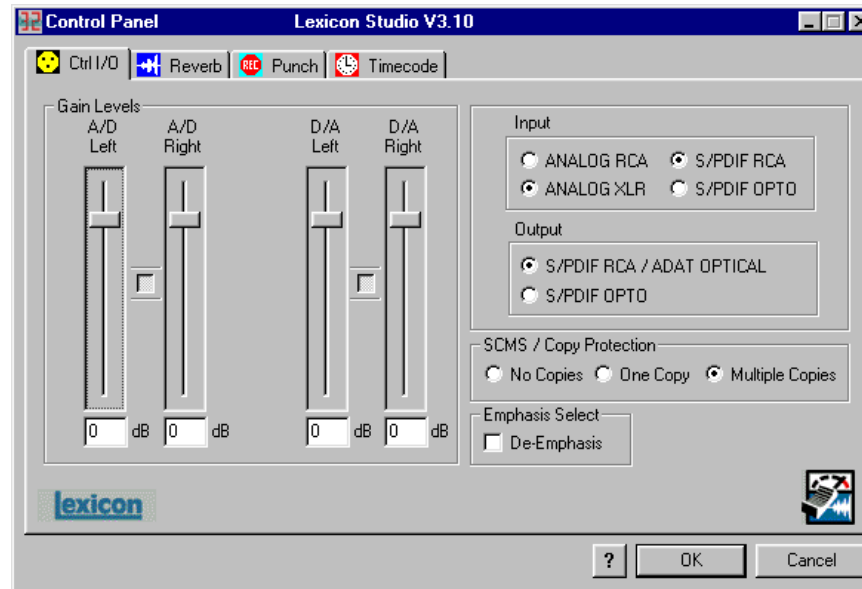 Control Panel Lexicon Studio V3.10
Ctrl I/O Reverb REC Punch Timecode
Gain Levels
A/D Left
A/D Right
D/A Left
D/A Right
0 dB 0 dB 0 dB 0 dB
Input
ANALOG RCA S/PDIF RCA
ANALOG XLR S/PDIF OPTO
Output
S/PDIF RCA / ADAT OPTICAL
S/PDIF OPTO
SCMS / Copy Protection
No Copies One Copy Multiple Copies
Emphasis Select
De-Emphasis
lexicon
? OK Cancel